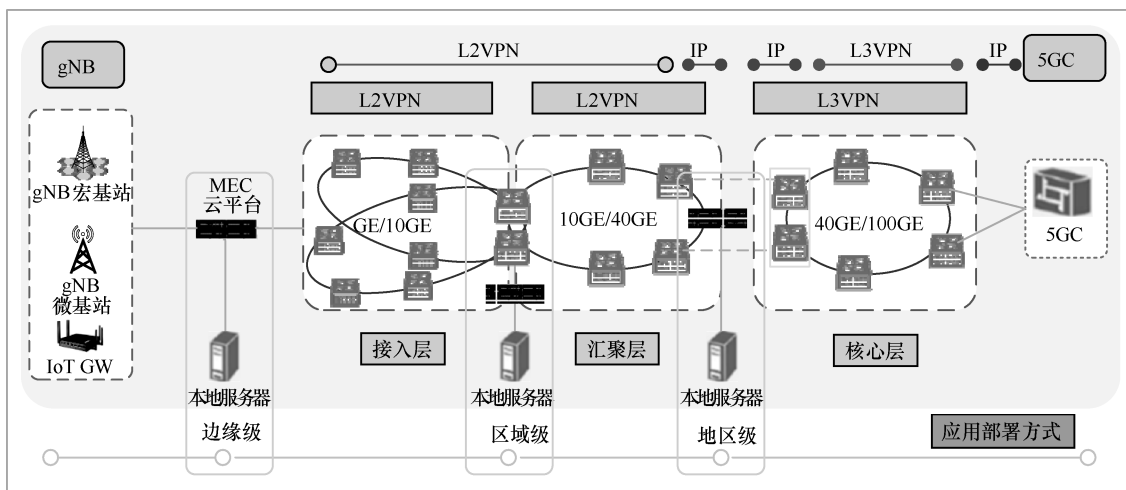 gNB
L2VPN
IP
IP
L3VPN
IP
5GC
L2VPN
L2VPN
L3VPN
gNB宏基站
gNB
微基站
IoT GW
MEC
云平台
GE/10GE
10GE/40GE
40GE/100GE
5GC
接入层
汇聚层
核心层
本地服务器
本地服务器
本地服务器
边缘级
区域级
地区级
应用部署方式